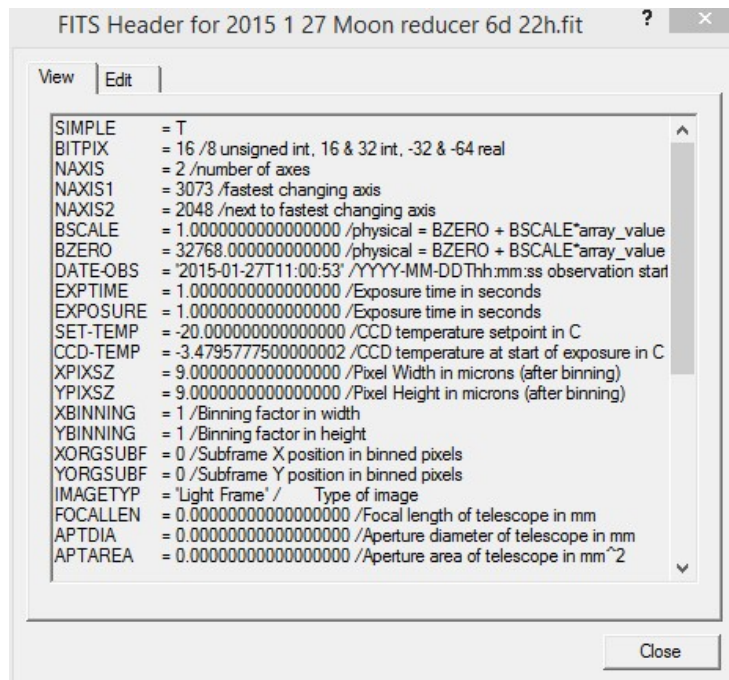 FITS Header for 2015 1 27 Moon reducer 6d 22h.fit ? ×
View Edit
SIMPLE = T
BITPIX = 16 /8 unsigned int, 16 & 32 int, -32 & -64 real
NAXIS = 2 /number of axes
NAXIS1 = 3073 /fastest changing axis
NAXIS2 = 2048 /next to fastest changing axis
BSCALE = 1.0000000000000000 /physical = BZERO + BSCALE*array_value
BZERO = 32768.000000000000 /physical = BZERO + BSCALE*array_value
DATE-OBS = '2015-01-27T11:00:53' /YYYY-MM-DDThh:mm:ss observation start
EXPTIME = 1.0000000000000000 /Exposure time in seconds
EXPOSURE = 1.0000000000000000 /Exposure time in seconds
SET-TEMP = -20.000000000000000 /CCD temperature setpoint in C
CCD-TEMP = -3.4795777500000002 /CCD temperature at start of exposure in C
XPIXSZ = 9.0000000000000000 /Pixel Width in microns (after binning)
YPIXSZ = 9.0000000000000000 /Pixel Height in microns (after binning)
XBINNING = 1 /Binning factor in width
YBINNING = 1 /Binning factor in height
XORGSUBF = 0 /Subframe X position in binned pixels
YORGSUBF = 0 /Subframe Y position in binned pixels
IMAGETYP = 'Light Frame' / Type of image
FOCALLEN = 0.00000000000000000 /Focal length of telescope in mm
APTDIA = 0.00000000000000000 /Aperture diameter of telescope in mm
APTAREA = 0.00000000000000000 /Aperture area of telescope in mm^2
Close